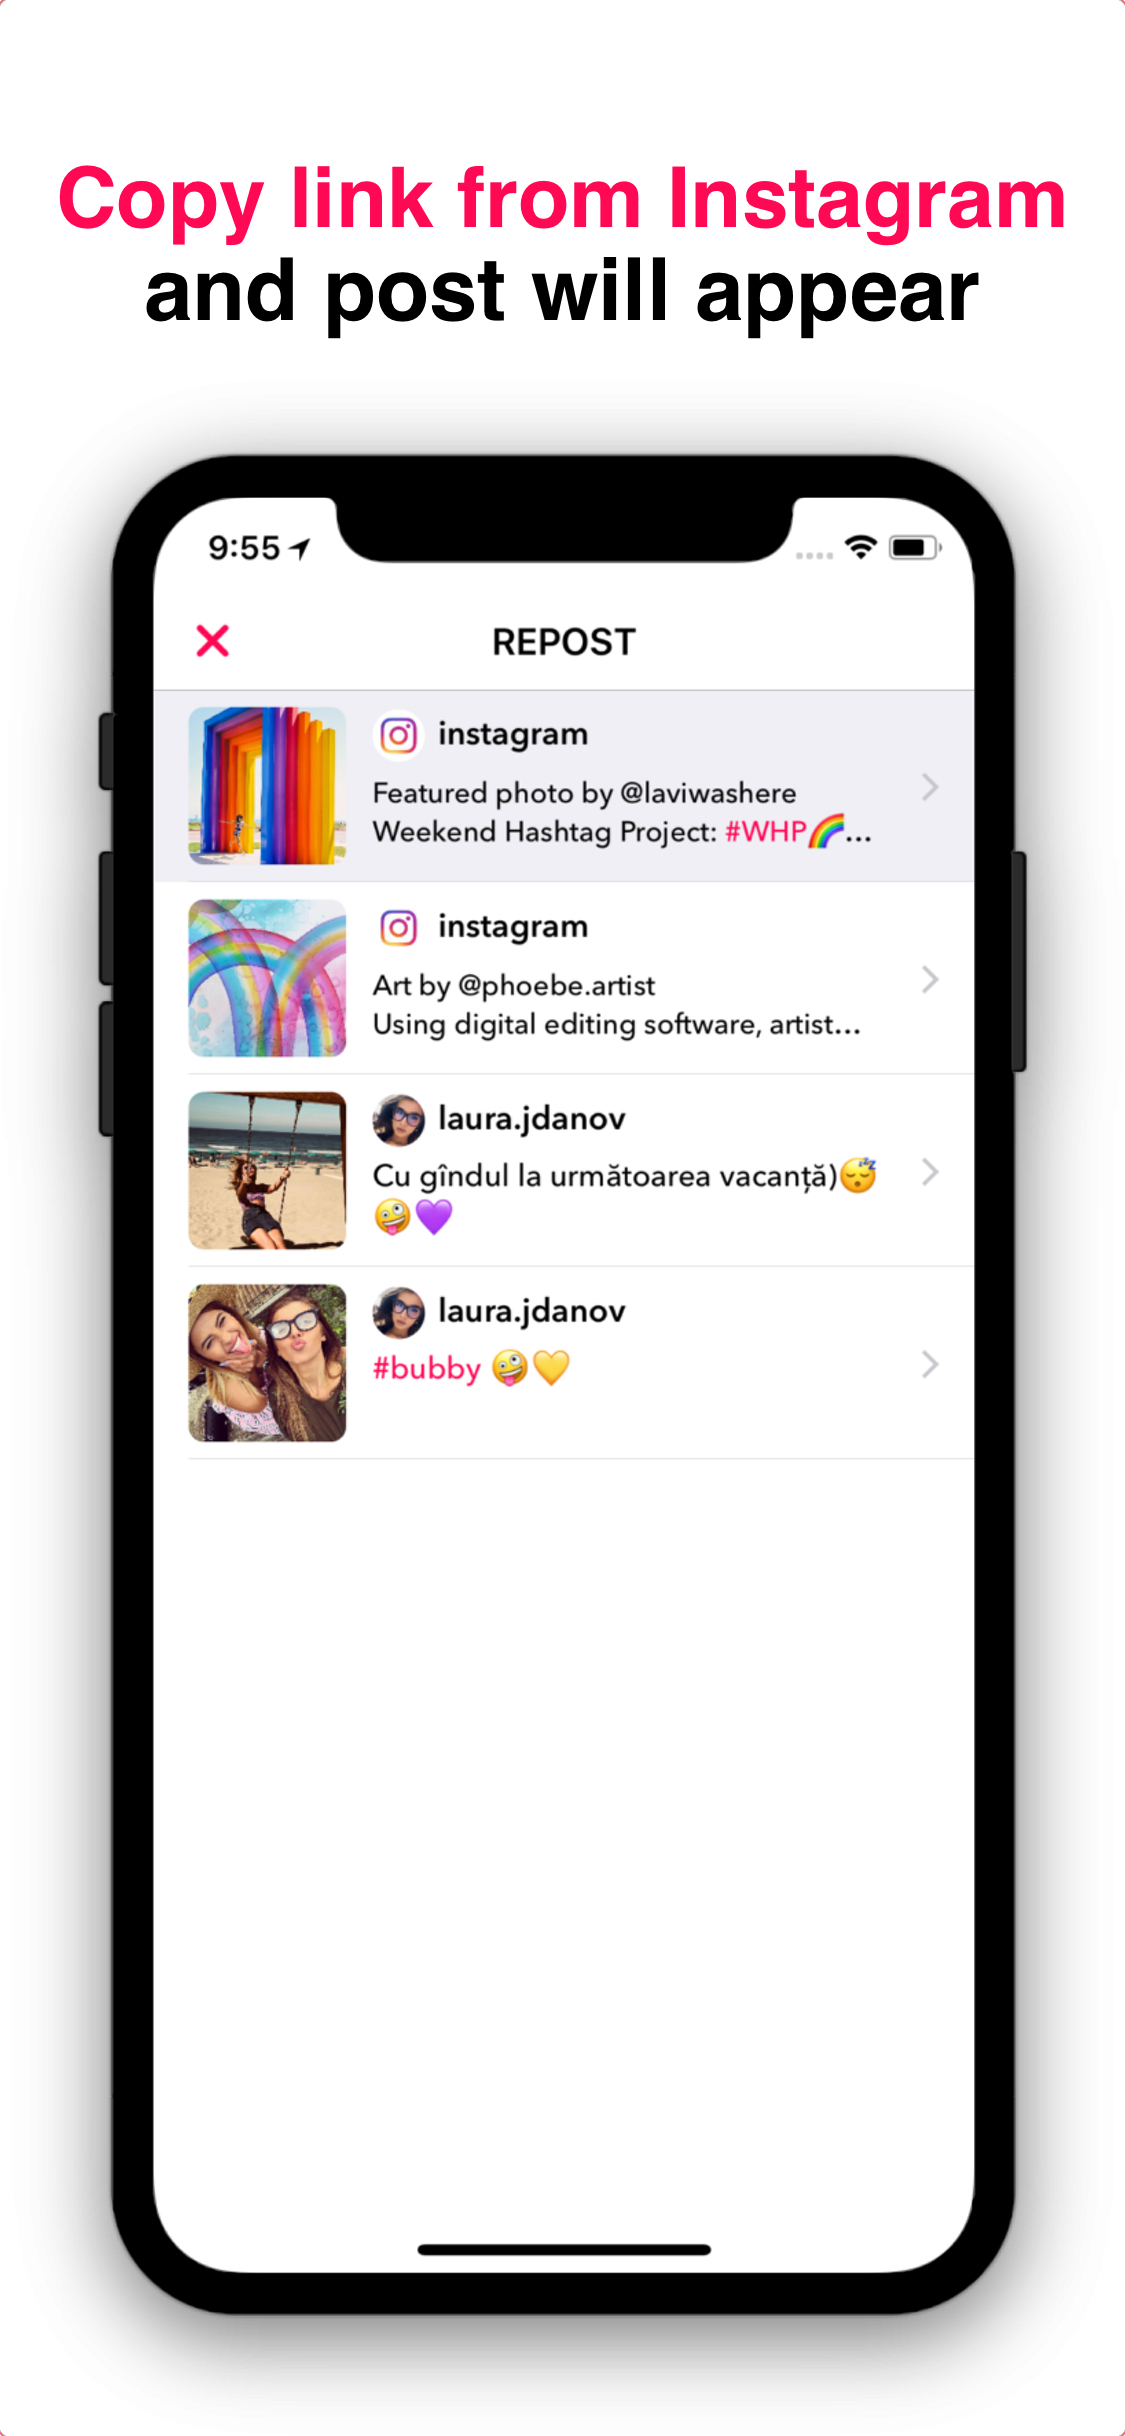 Copy link from Instagram
and post will appear
9:55
REPOST
instagram
Featured photo by @laviwashere
Weekend Hashtag Project: #WHP🌈...
instagram
Art by @phoebe.artist
Using digital editing software, artist...
laura.jdanov
Cu gîndul la următoarea vacanță)😴
🤪💜
laura.jdanov
#bubby 🤪💛